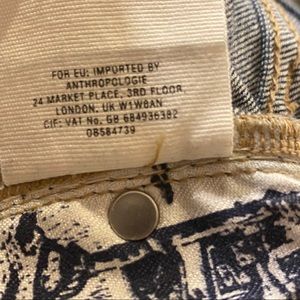 FOR EU: IMPORTED BY
ANTHROPOLOGIE
24 MARKET PLACE, 3RD FLOOR,
LONDON, UK W1W8AN
CIF: VAT No. GB 684936382
08584739